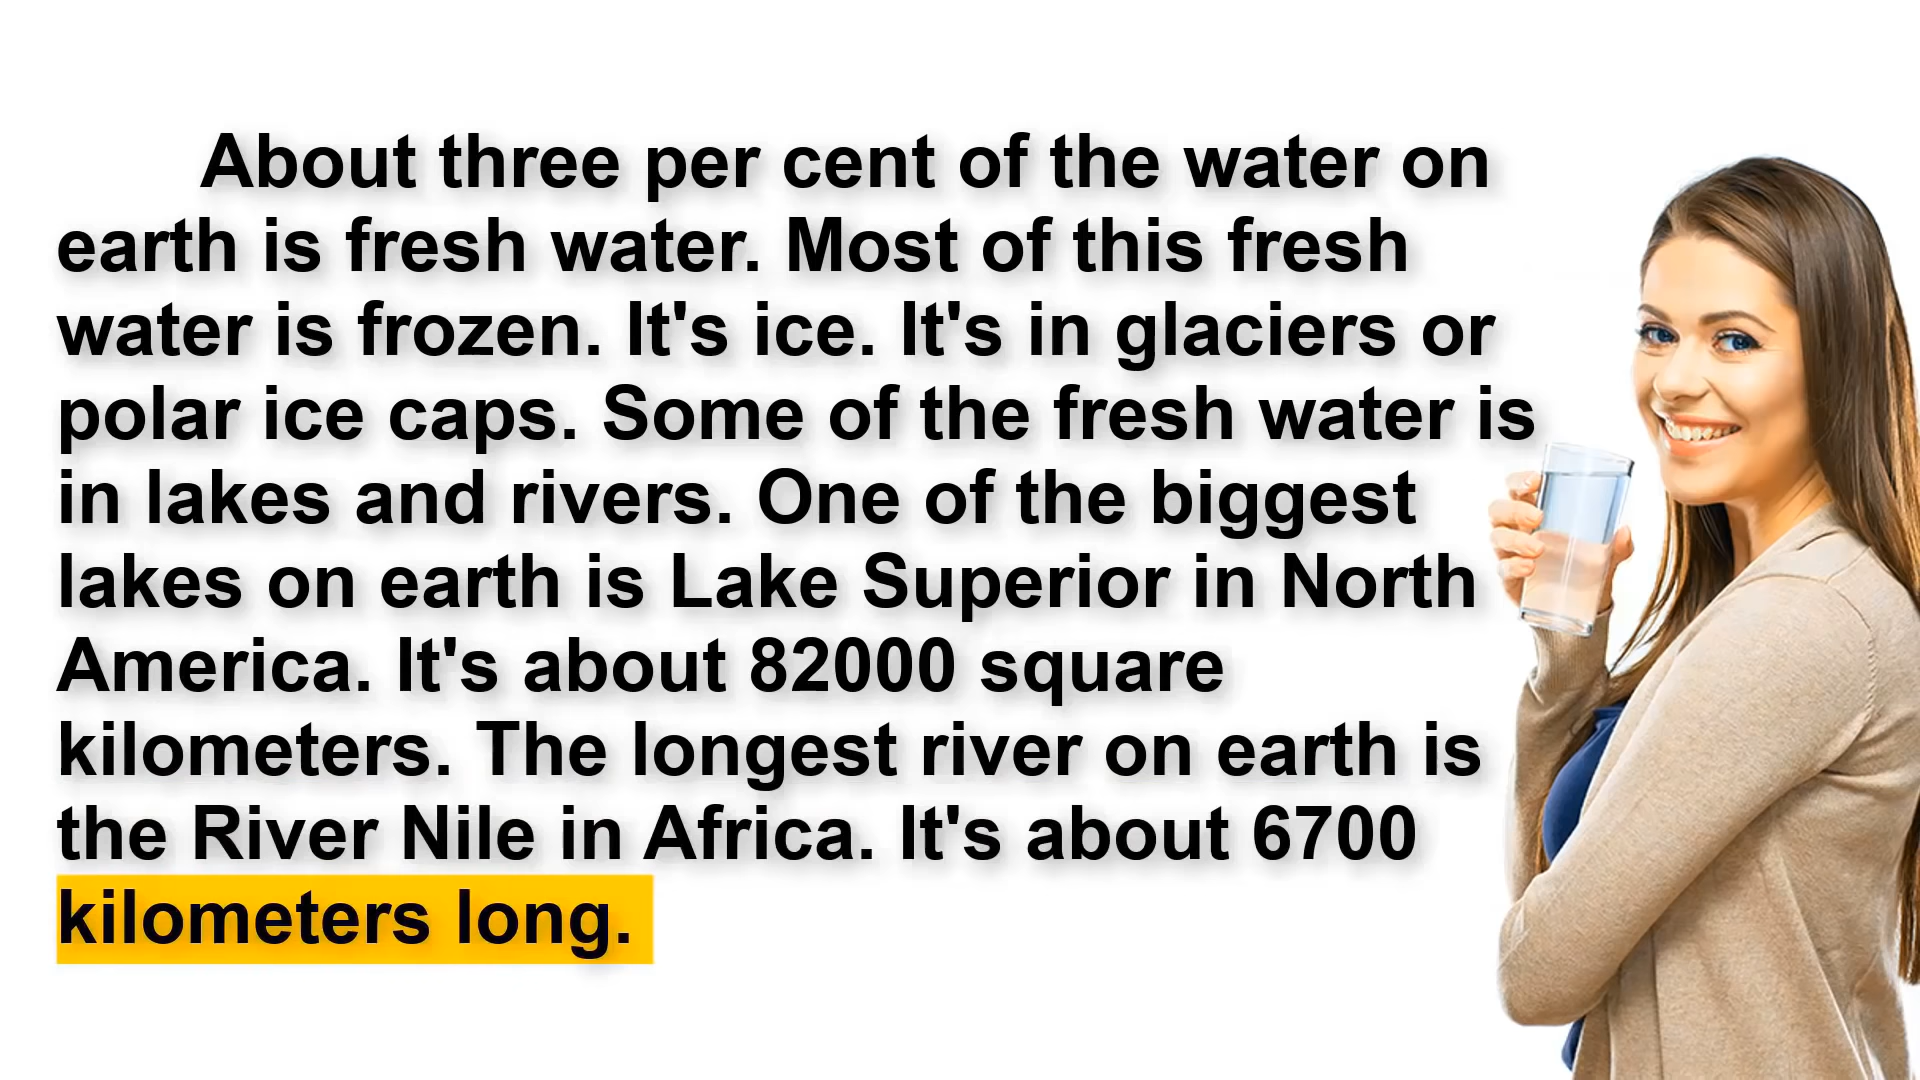 About three per cent of the water on
earth is fresh water. Most of this fresh
water is frozen. It's ice. It's in glaciers or
polar ice caps. Some of the fresh water is
in lakes and rivers. One of the biggest
lakes on earth is Lake Superior in North
America. It's about 82000 square
kilometers. The longest river on earth is
the River Nile in Africa. It's about 6700
kilometers long.